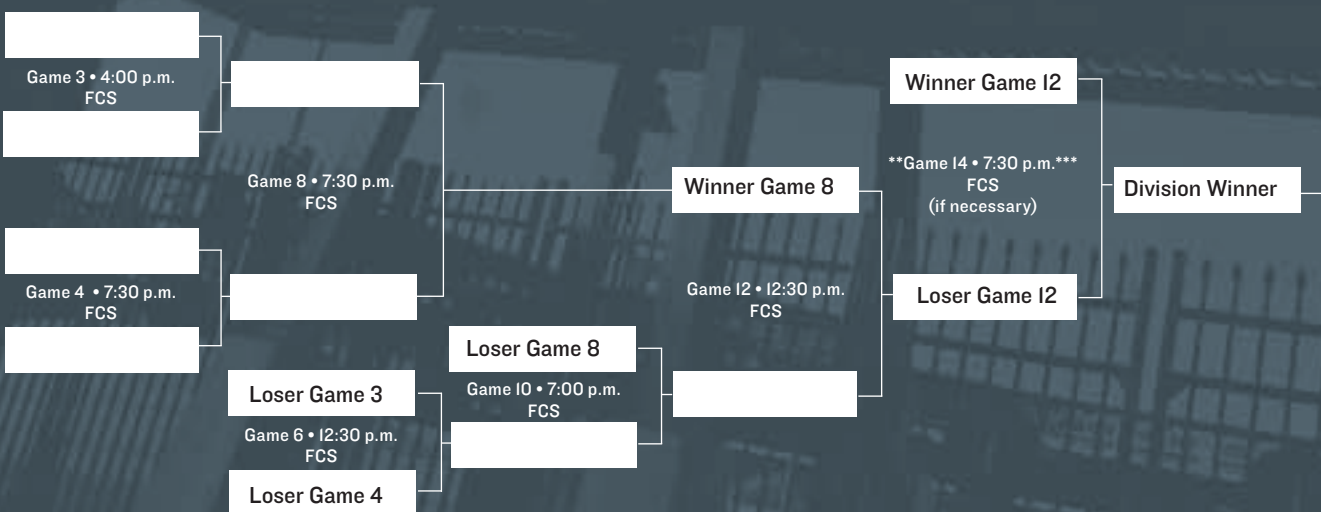 Game 3 • 4:00 p.m.
FCS
Game 8 • 7:30 p.m.
FCS
Game 4 • 7:30 p.m.
FCS
Loser Game 3
Game 6 • 12:30 p.m.
FCS
Loser Game 4
Loser Game 8
Game 10 • 7:00 p.m.
FCS
Winner Game 8
Game 12 • 12:30 p.m.
FCS
Winner Game 12
**Game 14 • 7:30 p.m.***
FCS
(if necessary)
Loser Game 12
Division Winner